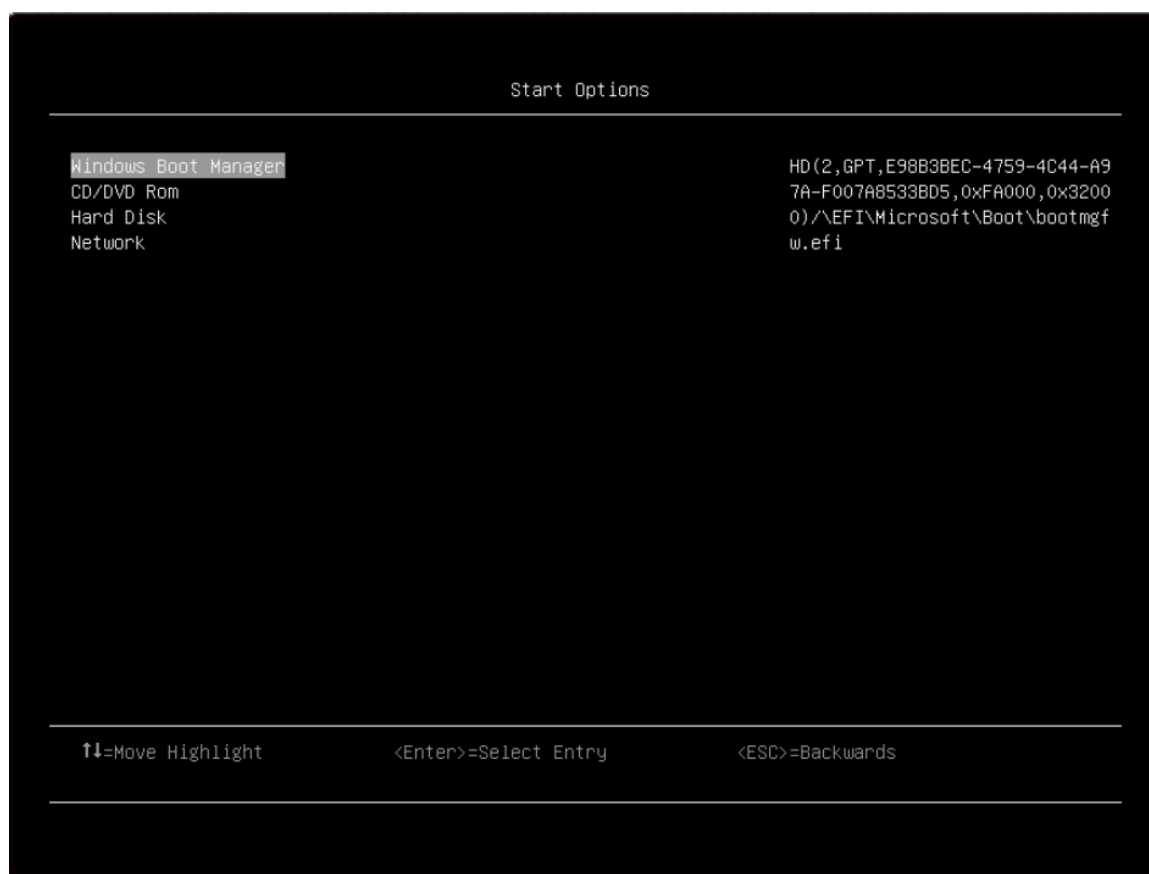 Start Options
Windows Boot Manager
CD/DVD Rom
Hard Disk
Network
HD(2,GPT,E98B3BEC-4759-4C44-A9
7A-F007A8533BD5,0xFA000,0x3200
0)/\EFI\Microsoft\Boot\bootmgf
w.efi
↑↓=Move Highlight
<Enter>=Select Entry
<ESC>=Backwards